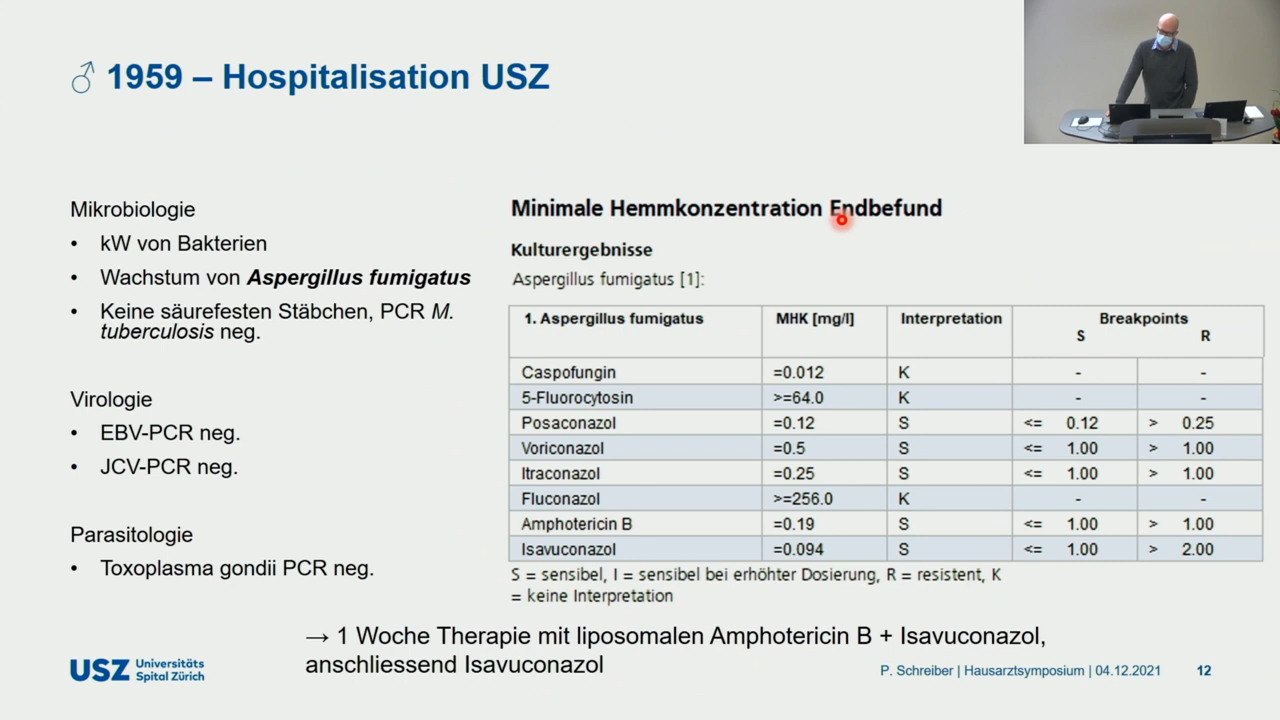 ♂ 1959 – Hospitalisation USZ
Mikrobiologie
• kW von Bakterien
• Wachstum von Aspergillus fumigatus
• Keine säurefesten Stäbchen, PCR M.
tuberculosis neg.
Virologie
• EBV-PCR neg.
• JCV-PCR neg.
Parasitologie
• Toxoplasma gondii PCR neg.
Minimale Hemmkonzentration Endbefund
Kulturergebnisse
Aspergillus fumigatus [1]:
1. Aspergillus fumigatus MHK [mg/l] Interpretation Breakpoints
S R
Caspofungin =0.012 K - -
5-Fluorocytosin >=64.0 K - -
Posaconazol =0.12 S <= 0.12 > 0.25
Voriconazol =0.5 S <= 1.00 > 1.00
Itraconazol =0.25 S <= 1.00 > 1.00
Fluconazol >=256.0 K - -
Amphotericin B =0.19 S <= 1.00 > 1.00
Isavuconazol =0.094 S <= 1.00 > 2.00
S = sensibel, I = sensibel bei erhöhter Dosierung, R = resistent, K
= keine Interpretation
→ 1 Woche Therapie mit liposomalen Amphotericin B + Isavuconazol,
anschliessend Isavuconazol
USZ Universitäts
Spital Zürich
P. Schreiber | Hausarztsymposium | 04.12.2021 12